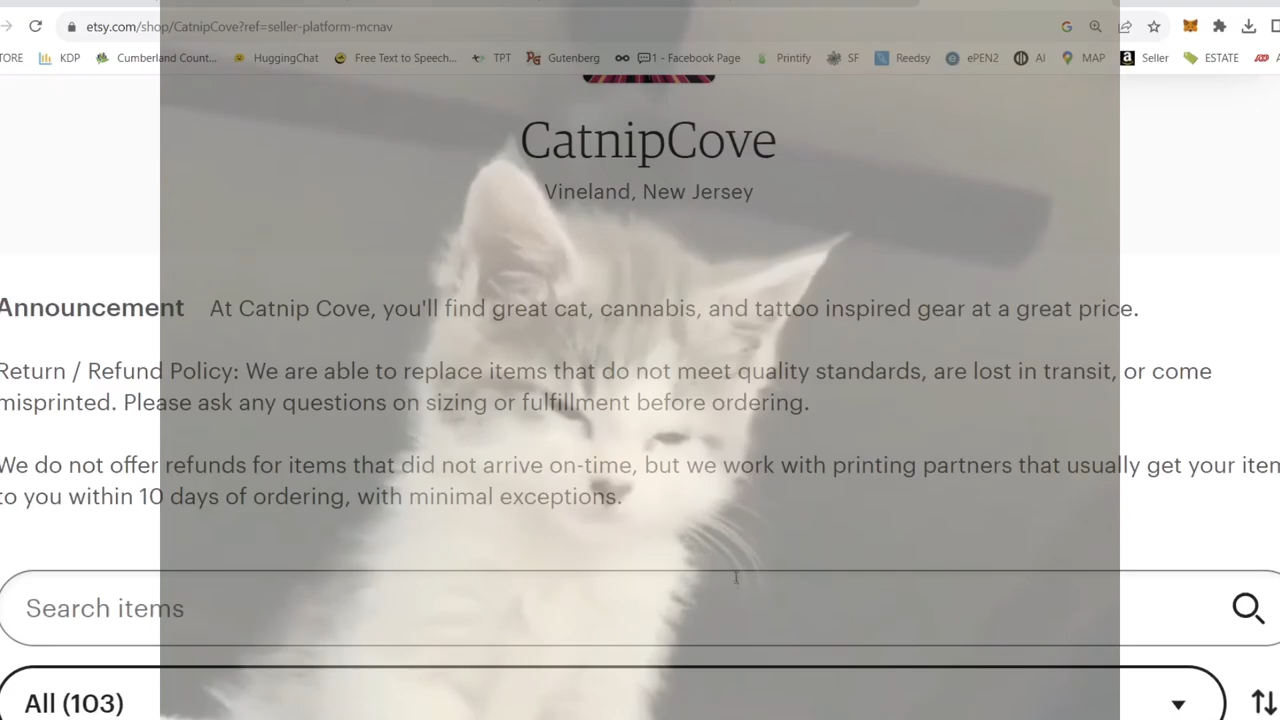 etsy.com/shop/CatnipCove?ref=seller-platform-mcnav
TORE KDP Cumberland Count... HuggingChat Free Text to Speech... TPT Gutenberg 1 - Facebook Page Printify SF Reedsy ePEN2 AI MAP Seller ESTATE
CatnipCove
Vineland, New Jersey
Announcement At Catnip Cove, you'll find great cat, cannabis, and tattoo inspired gear at a great price.
Return / Refund Policy: We are able to replace items that do not meet quality standards, are lost in transit, or come
misprinted. Please ask any questions on sizing or fulfillment before ordering.
We do not offer refunds for items that did not arrive on-time, but we work with printing partners that usually get your item
to you within 10 days of ordering, with minimal exceptions.
Search items
All (103)